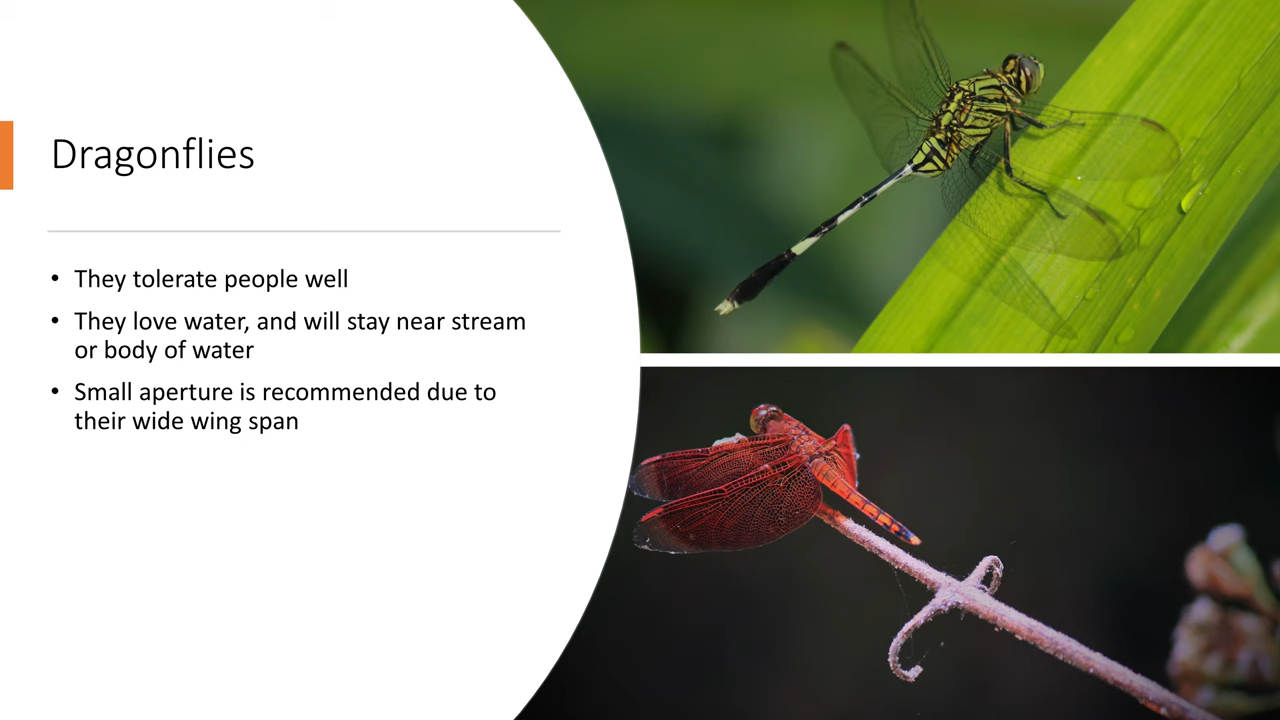 Dragonflies
• They tolerate people well
• They love water, and will stay near stream
or body of water
• Small aperture is recommended due to
their wide wing span